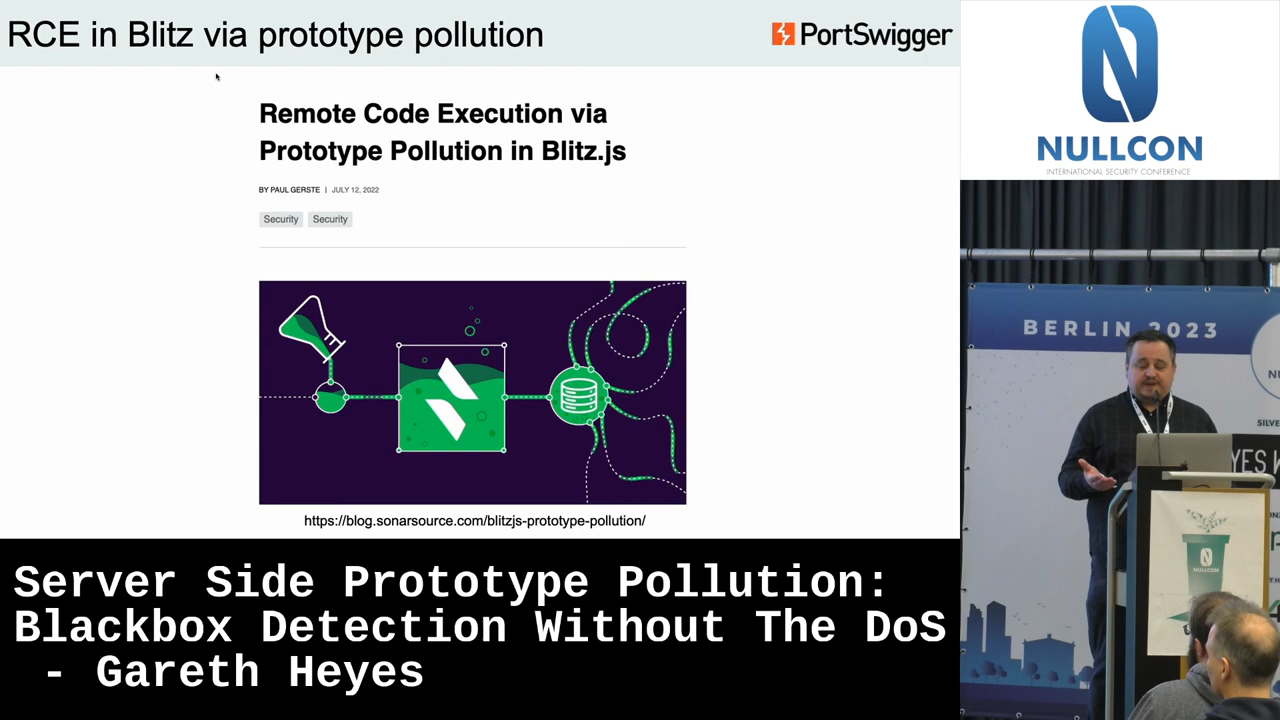 RCE in Blitz via prototype pollution
PortSwigger
Remote Code Execution via
Prototype Pollution in Blitz.js
BY PAUL GERSTE | JULY 12, 2022
Security Security
https://blog.sonarsource.com/blitzjs-prototype-pollution/
Server Side Prototype Pollution:
Blackbox Detection Without The DoS
- Gareth Heyes
NULLCON
INTERNATIONAL SECURITY CONFERENCE
BERLIN 2023
NULLCON